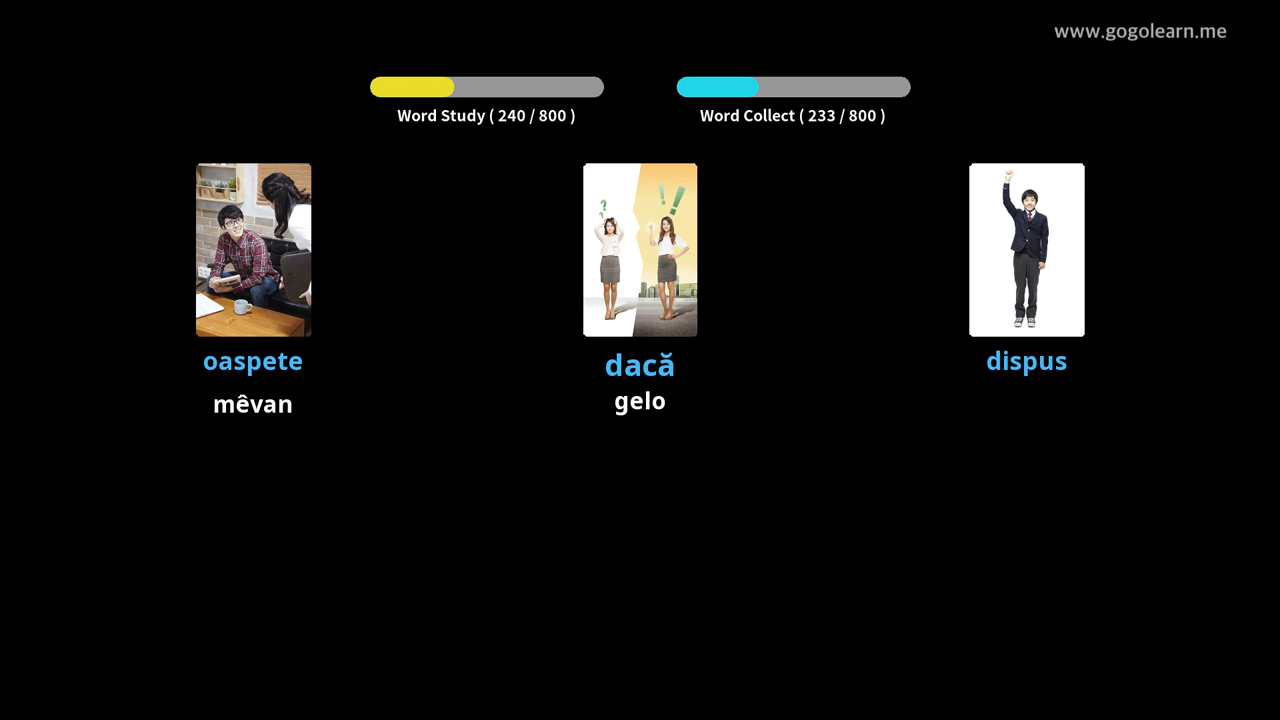 www.gogolearn.me
Word Study ( 240 / 800 )
Word Collect ( 233 / 800 )
oaspete
dacă
dispus
mêvan
gelo